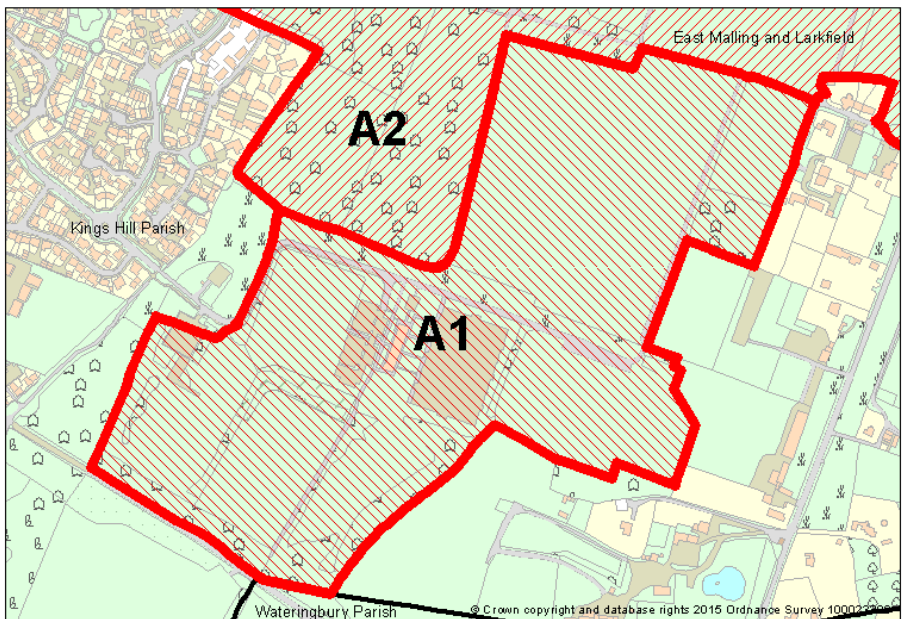 East Malling and Larkfield
A2
Kings Hill Parish
A1
Wateringbury Parish
© Crown copyright and database rights 2015 Ordnance Survey